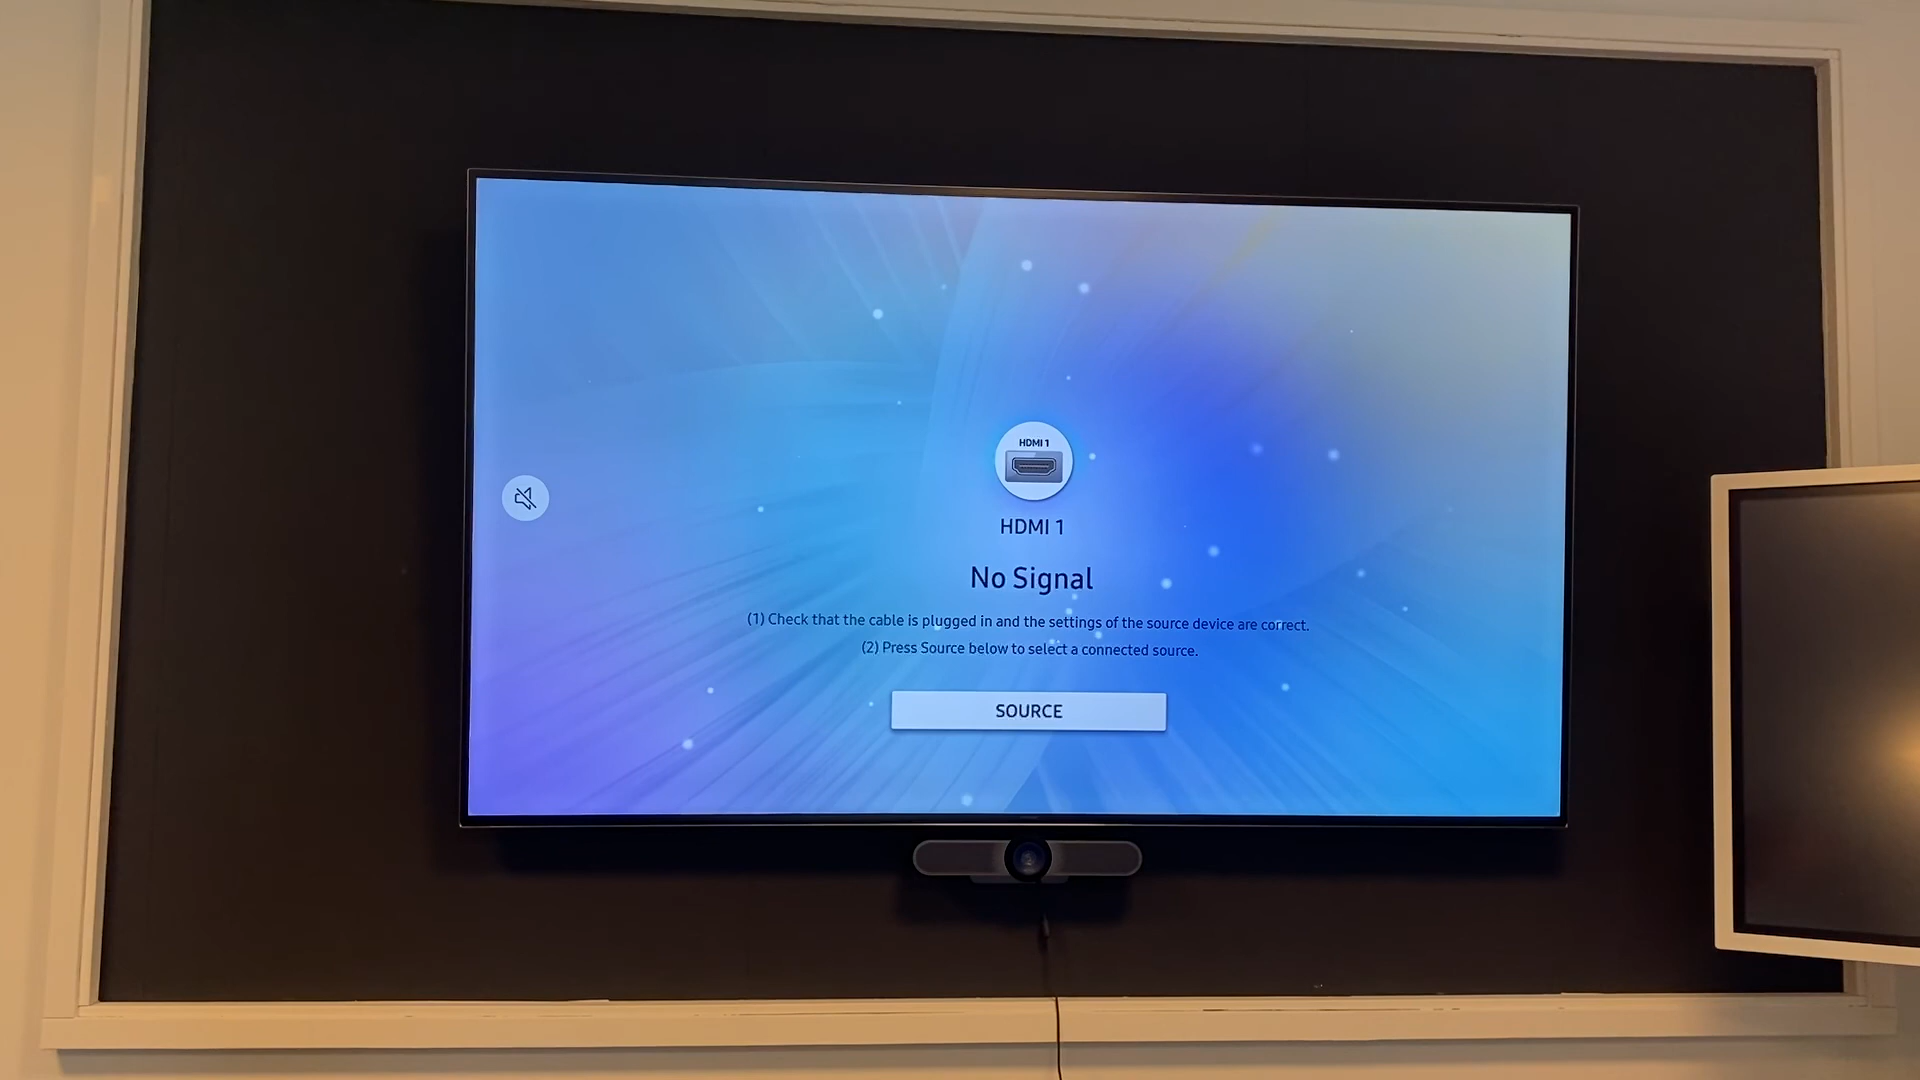 HDMI 1
HDMI 1
No Signal
(1) Check that the cable is plugged in and the settings of the source device are correct.
(2) Press Source below to select a connected source.
SOURCE